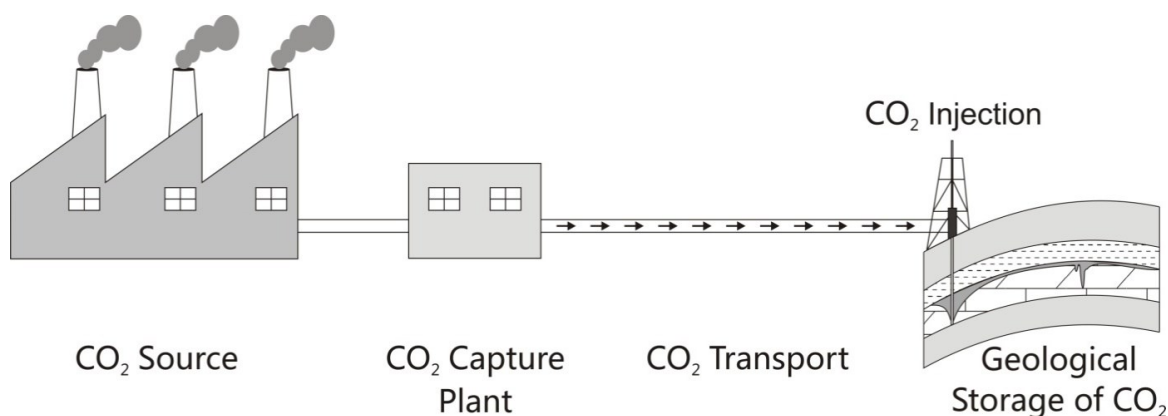 CO₂ Injection
CO₂ Source
CO₂ Capture
Plant
CO₂ Transport
Geological
Storage of CO₂